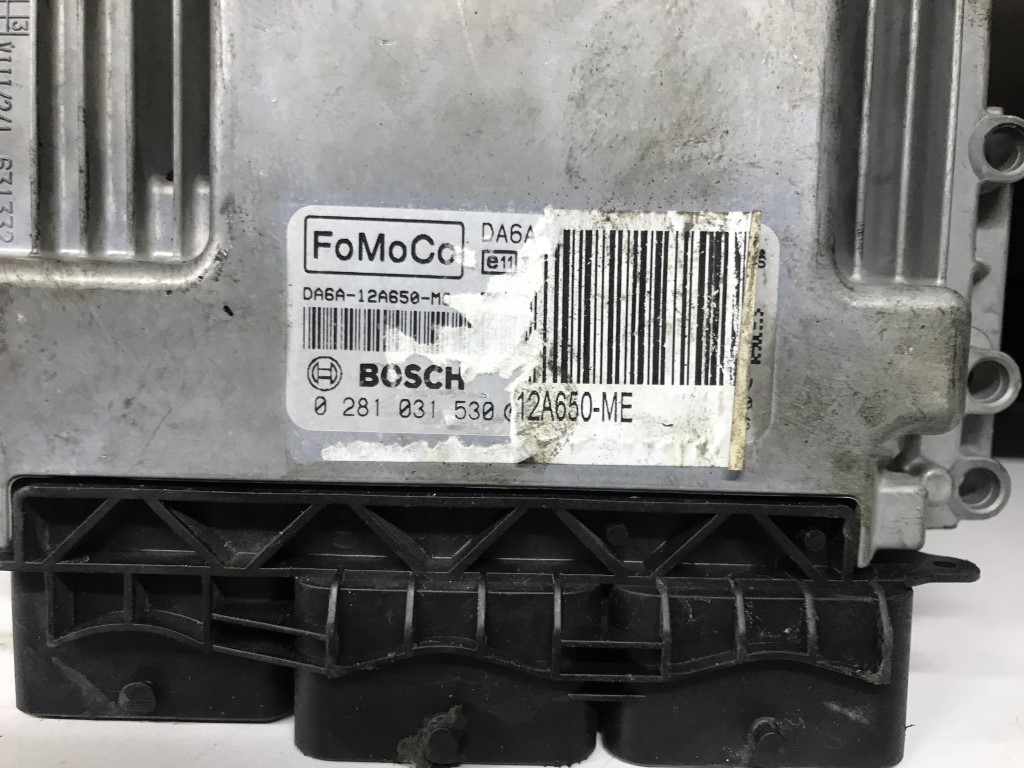 FoMoCo
DA6A
e11
DA6A-12A650-MC
BOSCH
0 281 031 530
12A650-ME